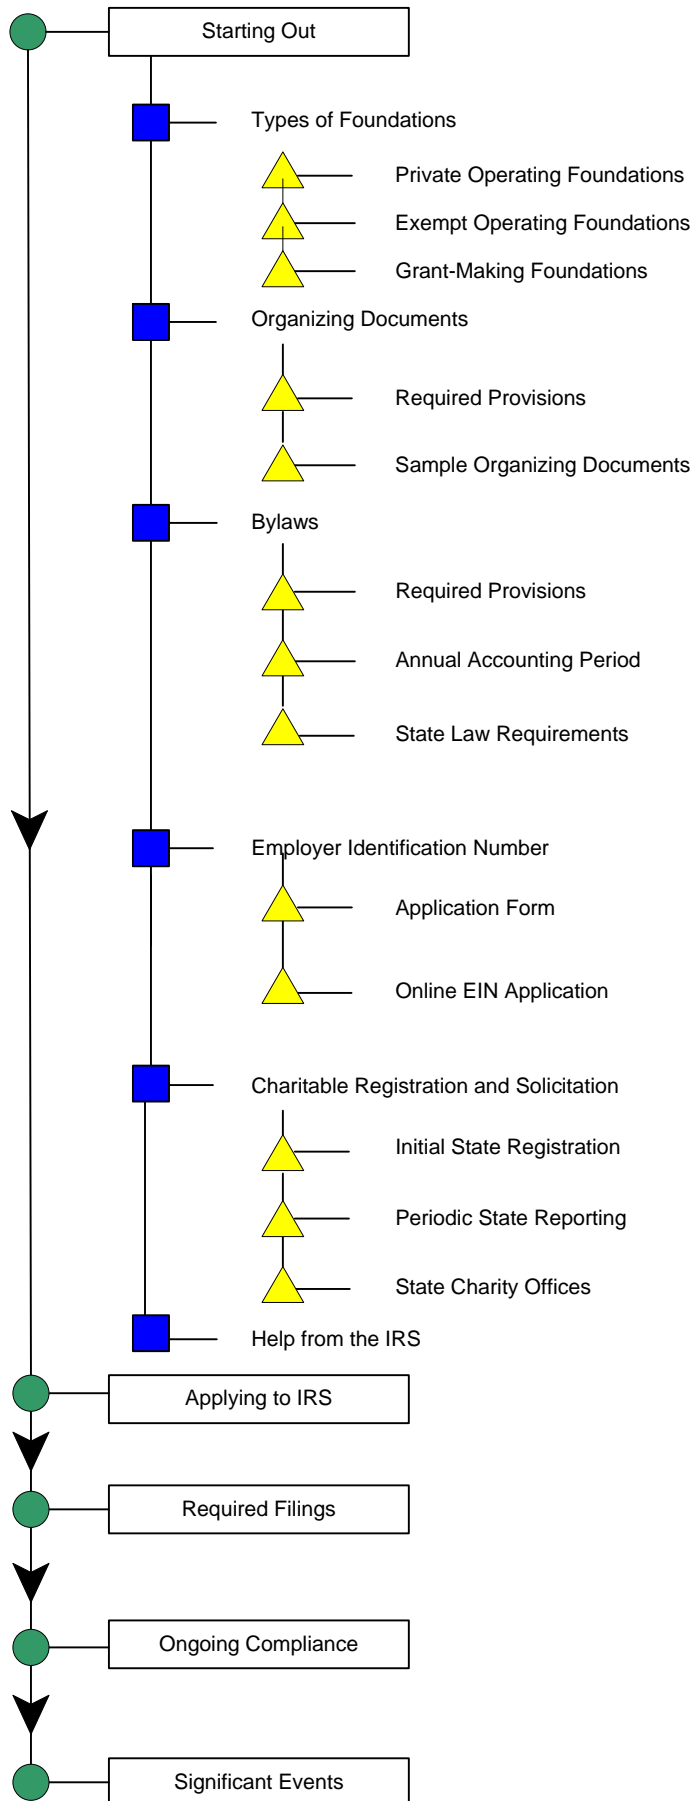 Starting Out
Types of Foundations
Private Operating Foundations
Exempt Operating Foundations
Grant-Making Foundations
Organizing Documents
Required Provisions
Sample Organizing Documents
Bylaws
Required Provisions
Annual Accounting Period
State Law Requirements
Employer Identification Number
Application Form
Online EIN Application
Charitable Registration and Solicitation
Initial State Registration
Periodic State Reporting
State Charity Offices
Help from the IRS
Applying to IRS
Required Filings
Ongoing Compliance
Significant Events